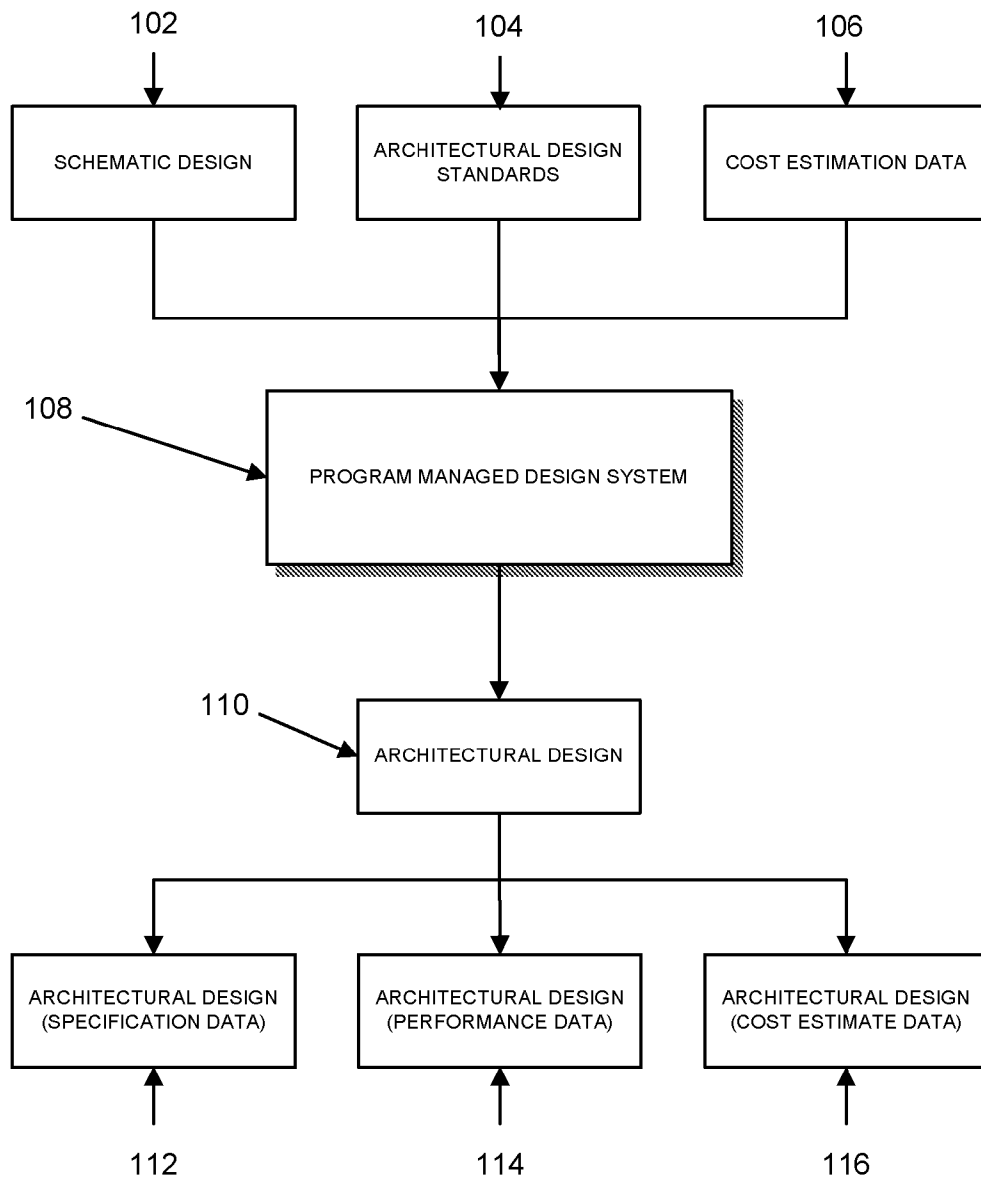 102
104
106
SCHEMATIC DESIGN
ARCHITECTURAL DESIGN
STANDARDS
COST ESTIMATION DATA
108
PROGRAM MANAGED DESIGN SYSTEM
110
ARCHITECTURAL DESIGN
ARCHITECTURAL DESIGN
(SPECIFICATION DATA)
ARCHITECTURAL DESIGN
(PERFORMANCE DATA)
ARCHITECTURAL DESIGN
(COST ESTIMATE DATA)
112
114
116